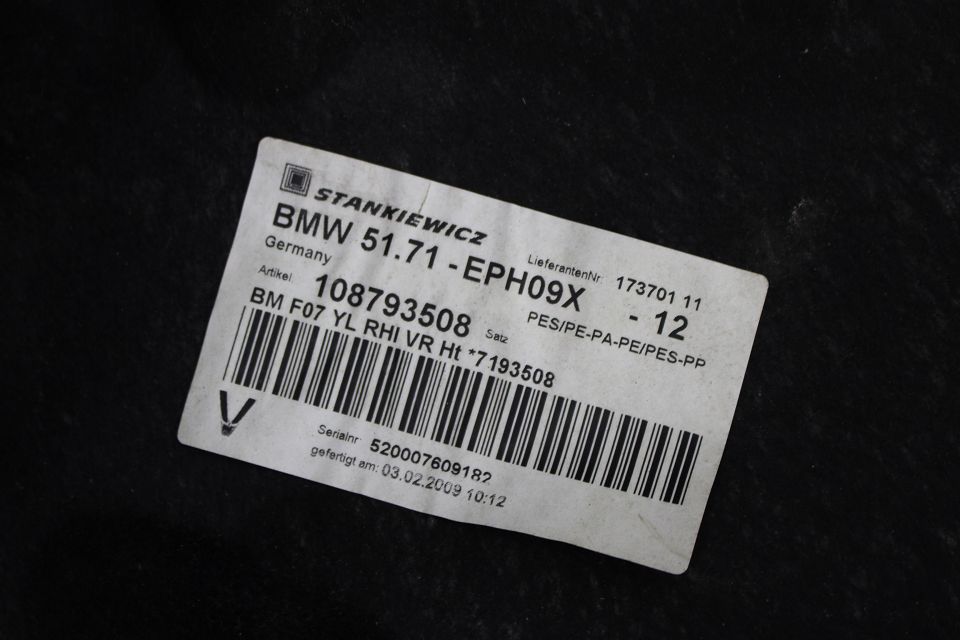 STANKIEWICZ
BMW 51.71 - EPH09X - 12
Germany
LieferantenNr: 173701 11
Artikel: 108793508 Satz
PES/PE-PA-PE/PES-PP
BM F07 YL RHI VR Ht *7193508
V
Serialnr: 520007609182
gefertigt am: 03.02.2009 10:12